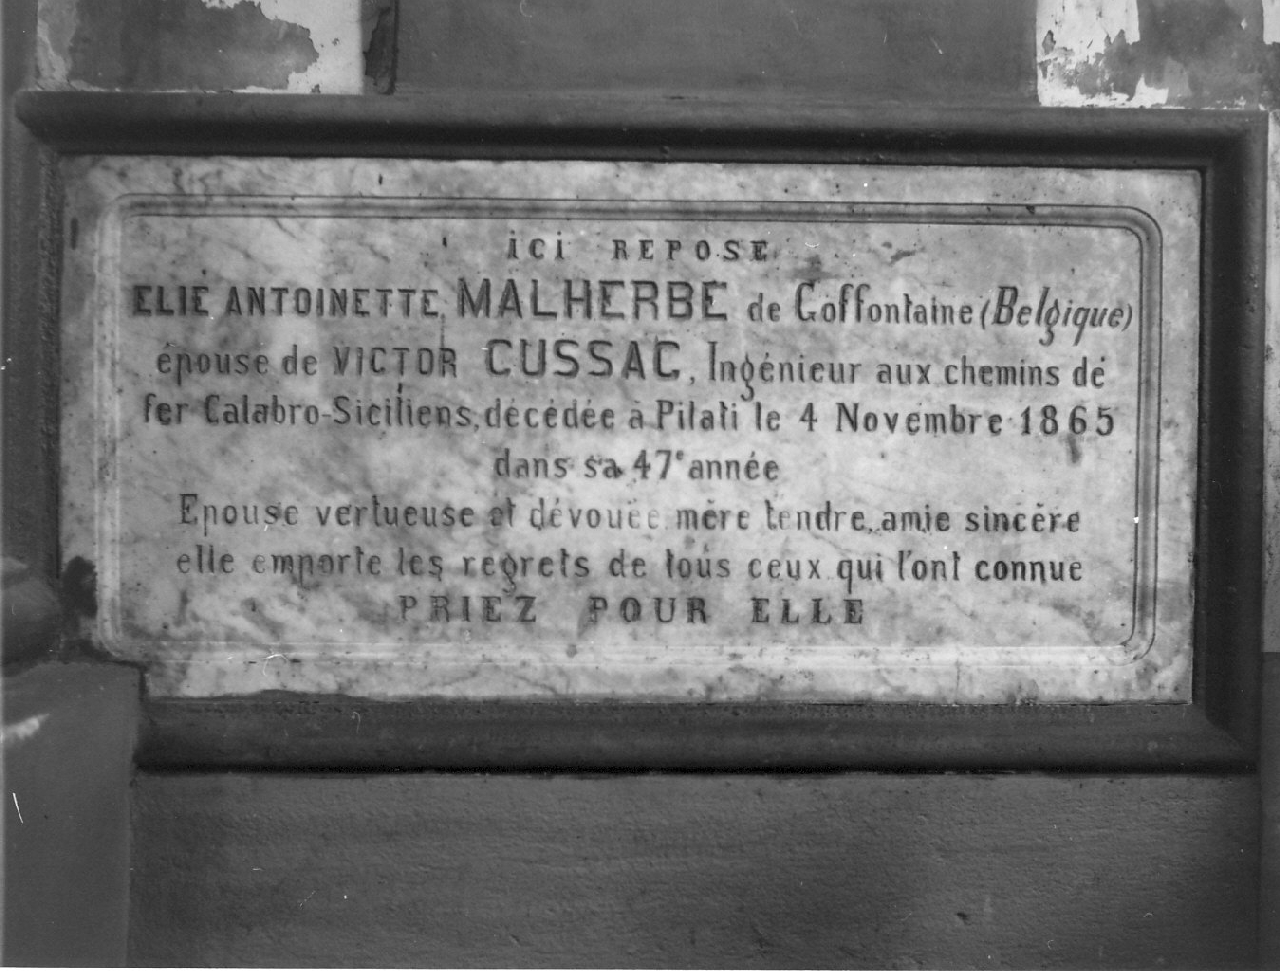 ICI REPOSE
ELIE ANTOINETTE MALHERBE de Goffontaine (Belgique)
épouse de VICTOR CUSSAC, Ingénieur aux chemins dé
fer Calabro-Siciliens, décédée à Pilati le 4 Novembre 1865
dans sa 47e année
Epouse vertueuse et dévouée mère tendre, amie sincère
elle emporte les regrets de tous ceux qui l'ont connue
PRIEZ POUR ELLE